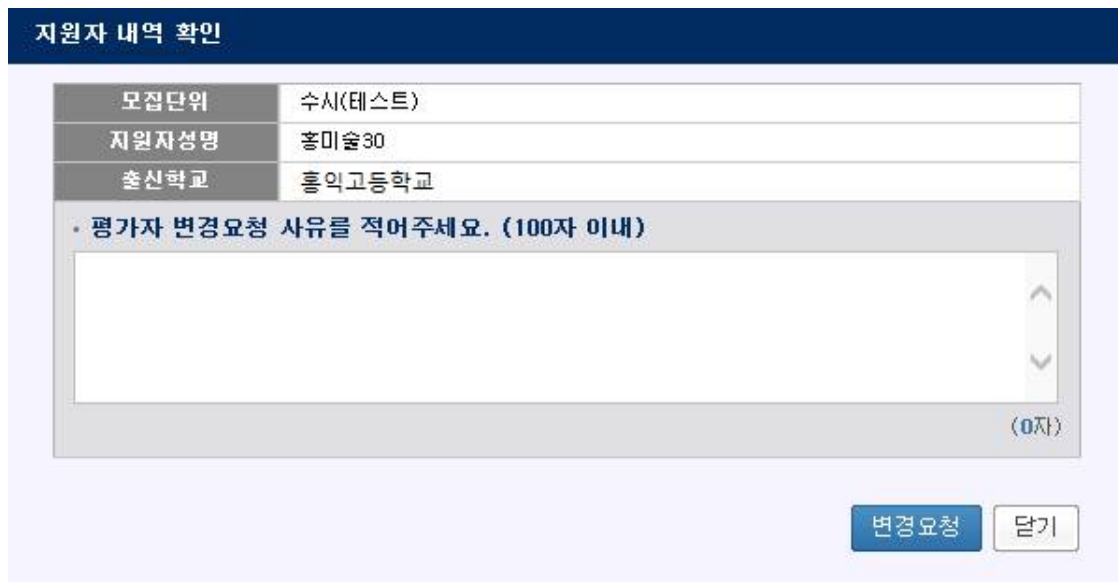 지원자 내역 확인
모집단위 수시(테스트)
지원자성명 홍미술30
출신학교 홍익고등학교
· 평가자 변경요청 사유를 적어주세요. (100자 이내)
(0자)
변경요청 닫기